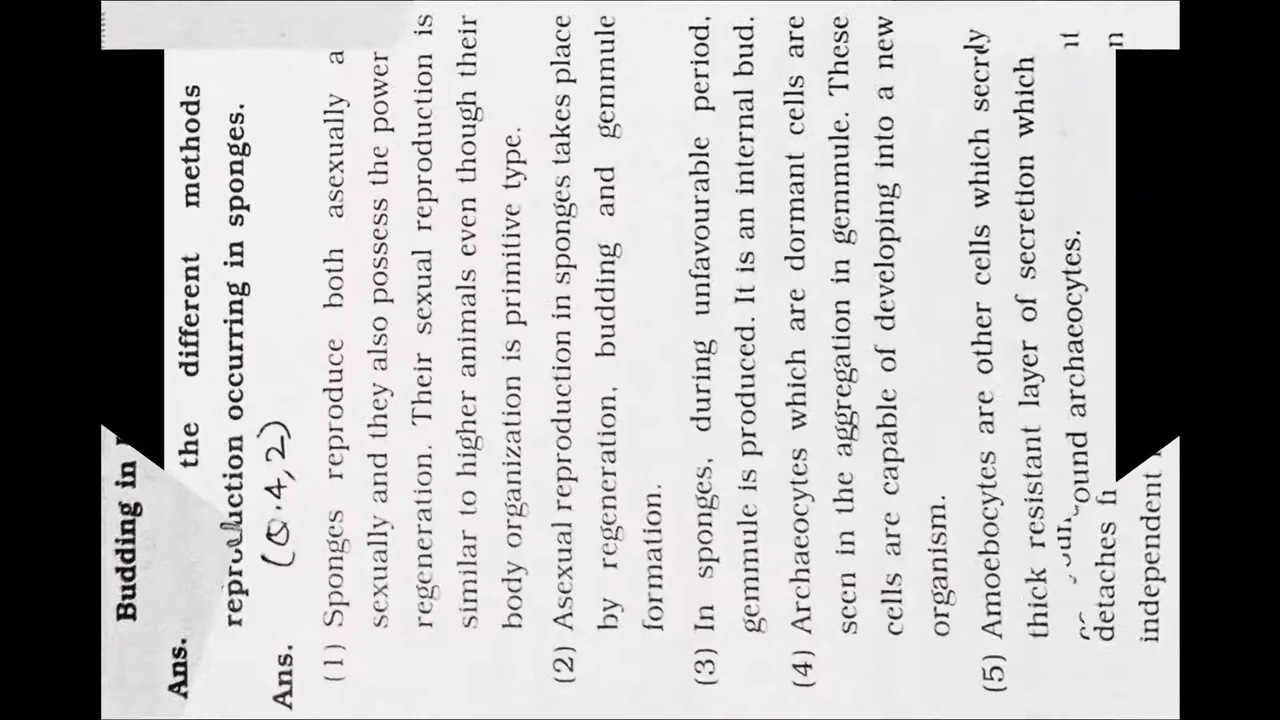 Budding in
Ans.
the different methods
reproduction occurring in sponges.
(Q.4,2)
Ans.
(1) Sponges reproduce both asexually a
sexually and they also possess the power
regeneration. Their sexual reproduction is
similar to higher animals even though their
body organization is primitive type.
(2) Asexual reproduction in sponges takes place
by regeneration, budding and gemmule
formation.
(3) In sponges, during unfavourable period,
gemmule is produced. It is an internal bud.
(4) Archaeocytes which are dormant cells are
seen in the aggregation in gemmule. These
cells are capable of developing into a new
organism.
(5) Amoebocytes are other cells which
thick resistant layer of secretion which
ound archaeocytes.
detaches
independent